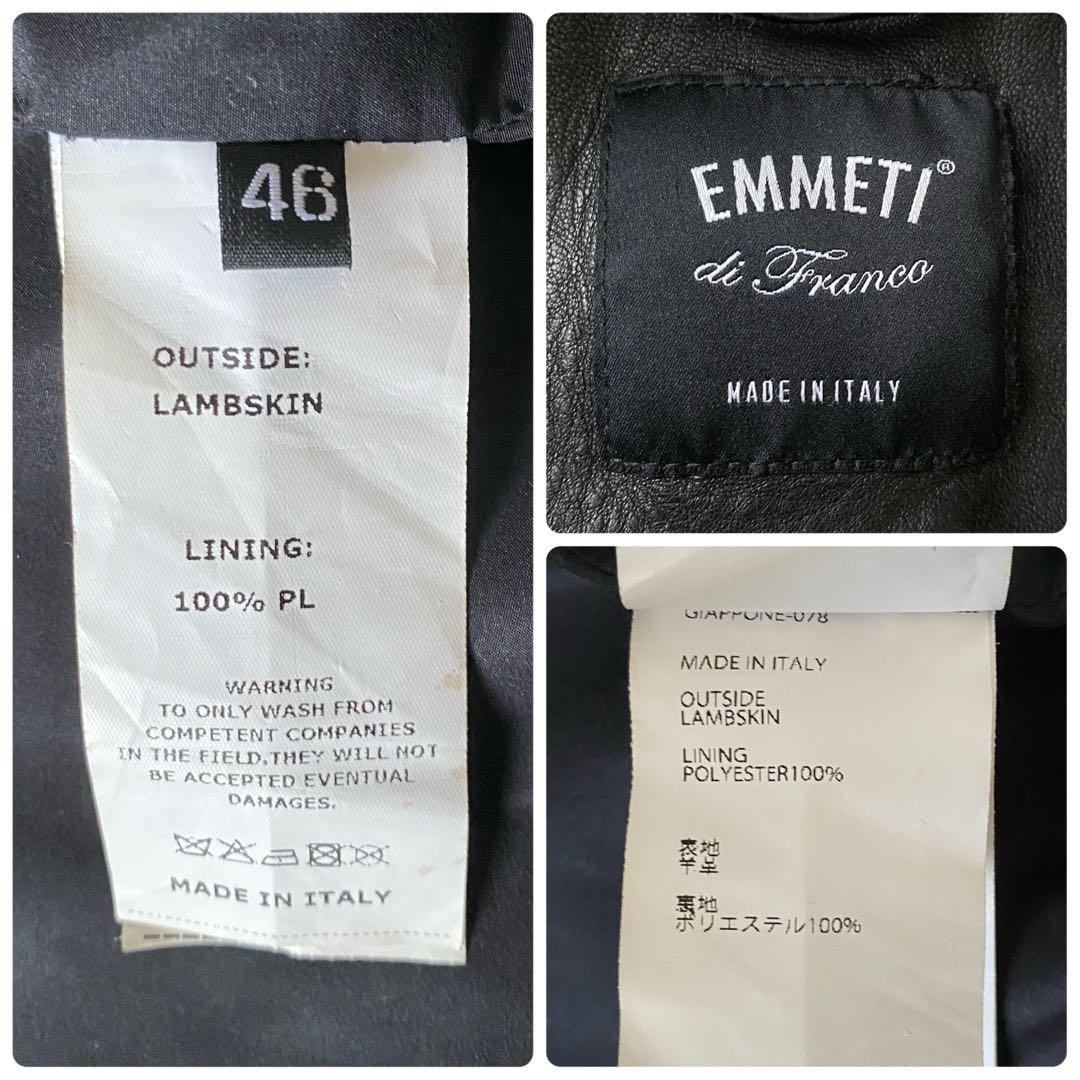 46
OUTSIDE:
LAMBSKIN
LINING:
100% PL
WARNING
TO ONLY WASH FROM
COMPETENT COMPANIES
IN THE FIELD,THEY WILL NOT
BE ACCEPTED EVENTUAL
DAMAGES.
MADE IN ITALY
EMMETI®
di Franco
MADE IN ITALY
GIAPPONE-078
MADE IN ITALY
OUTSIDE
LAMBSKIN
LINING
POLYESTER100%
表地
羊革
裏地
ポリエステル100%